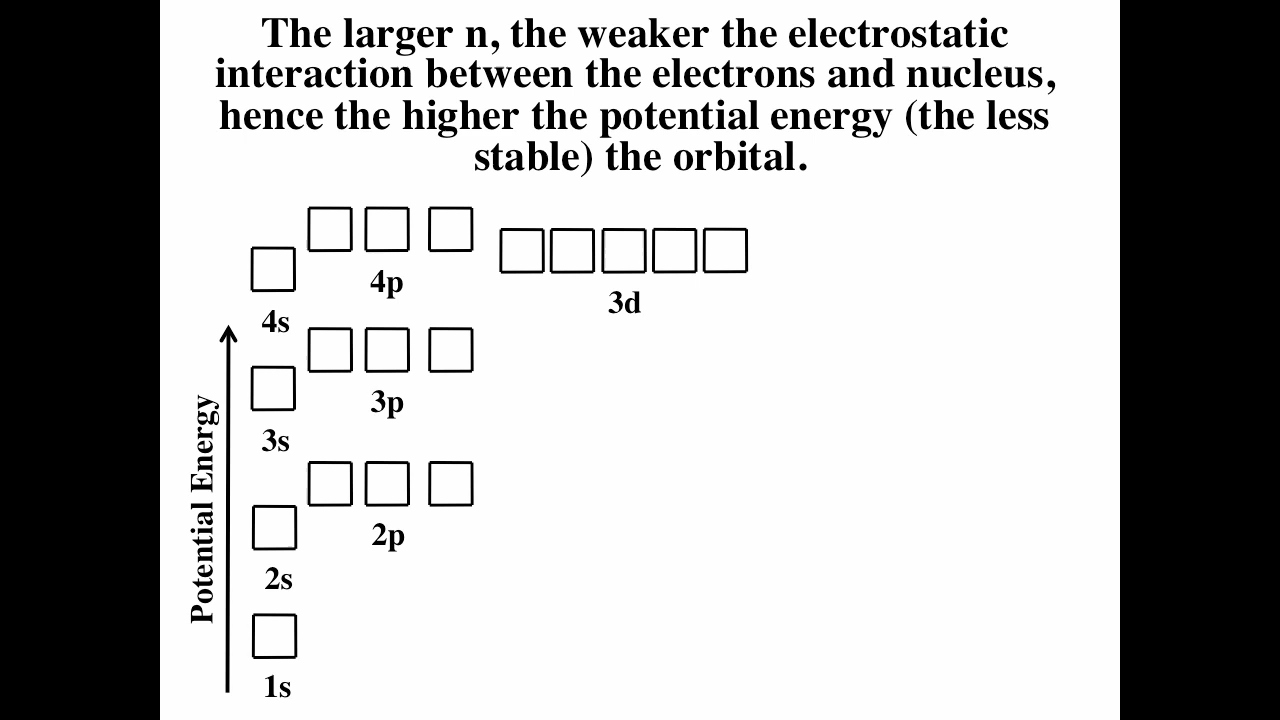 The larger n, the weaker the electrostatic
interaction between the electrons and nucleus,
hence the higher the potential energy (the less
stable) the orbital.
4p
3d
4s
3p
3s
Potential Energy
2p
2s
1s